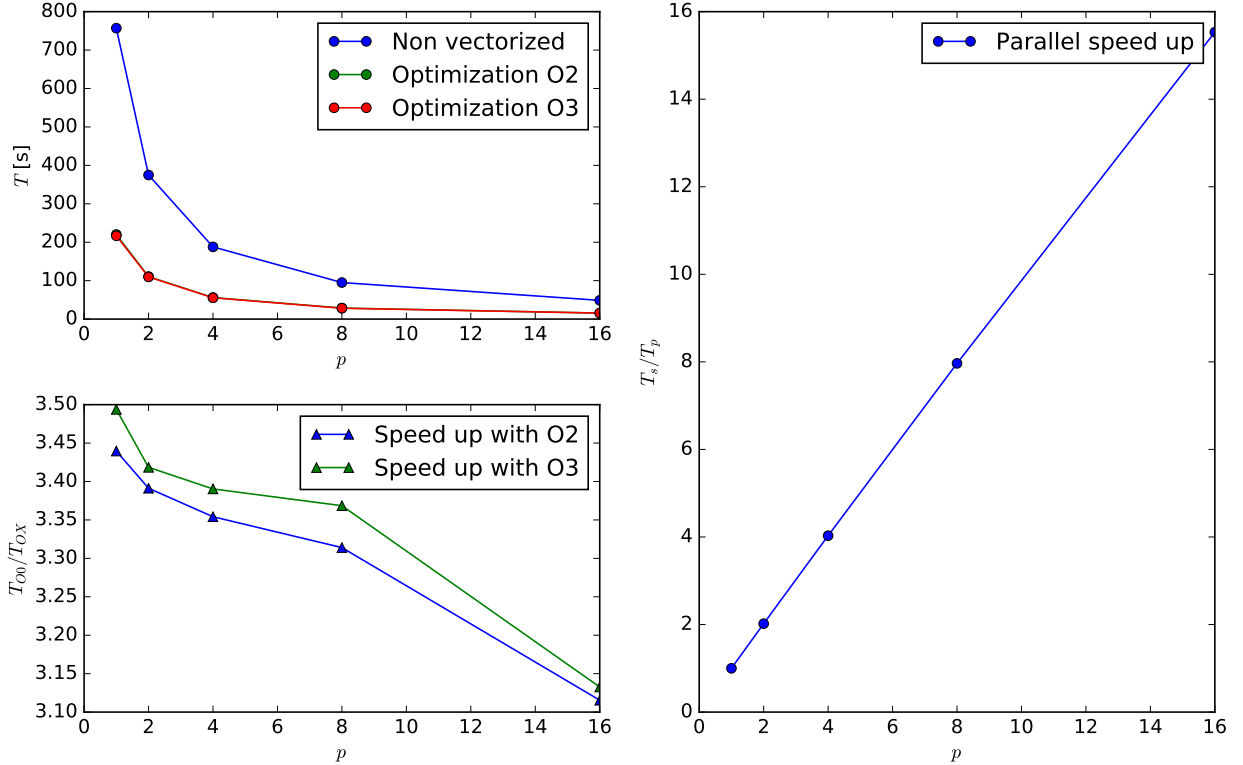 800
700
600
500
400
300
200
100
0
T [s]
0 2 4 6 8 10 12 14 16
p
Non vectorized
Optimization O2
Optimization O3
3.50
3.45
3.40
3.35
3.30
3.25
3.20
3.15
3.10
T_{O0}/T_{OX}
0 2 4 6 8 10 12 14 16
p
Speed up with O2
Speed up with O3
16
14
12
10
8
6
4
2
0
T_s/T_p
0 2 4 6 8 10 12 14 16
p
Parallel speed up